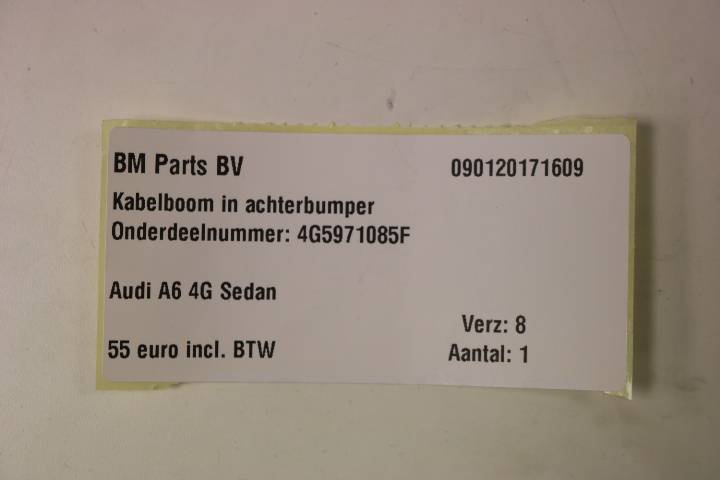 BM Parts BV 090120171609
Kabelboom in achterbumper
Onderdeelnummer: 4G5971085F
Audi A6 4G Sedan
Verz: 8
55 euro incl. BTW Aantal: 1